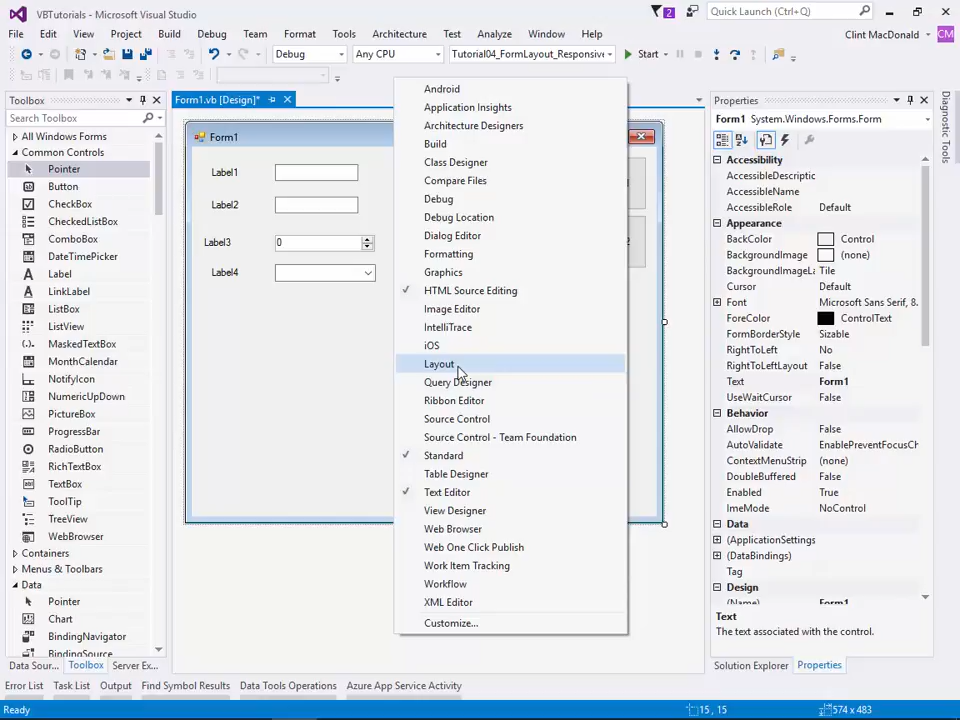 VBTutorials - Microsoft Visual Studio
2
Quick Launch (Ctrl+Q)
File Edit View Project Build Debug Team Format Tools Architecture Test Analyze Window Help
Clint MacDonald CM
Debug Any CPU Tutorial04_FormLayout_Responsive Start
Toolbox
Search Toolbox
All Windows Forms
Common Controls
Pointer
Button
CheckBox
CheckedListBox
ComboBox
DateTimePicker
Label
LinkLabel
ListBox
ListView
MaskedTextBox
MonthCalendar
NotifyIcon
NumericUpDown
PictureBox
ProgressBar
RadioButton
RichTextBox
TextBox
ToolTip
TreeView
WebBrowser
Containers
Menus & Toolbars
Data
Pointer
Chart
BindingNavigator
BindingSource
Data Sour... Toolbox Server Ex...
Form1.vb [Design]*
Form1
Label1
Label2
Label3
0
Label4
2
Android
Application Insights
Architecture Designers
Build
Class Designer
Compare Files
Debug
Debug Location
Dialog Editor
Formatting
Graphics
HTML Source Editing
Image Editor
IntelliTrace
iOS
Layout
Query Designer
Ribbon Editor
Source Control
Source Control - Team Foundation
Standard
Table Designer
Text Editor
View Designer
Web Browser
Web One Click Publish
Work Item Tracking
Workflow
XML Editor
Customize...
Properties
Form1 System.Windows.Forms.Form
Accessibility
AccessibleDescriptic
AccessibleName
AccessibleRole Default
Appearance
BackColor Control
BackgroundImage (none)
BackgroundImageLa Tile
Cursor Default
Font Microsoft Sans Serif, 8.
ForeColor ControlText
FormBorderStyle Sizable
RightToLeft No
RightToLeftLayout False
Text Form1
UseWaitCursor False
Behavior
AllowDrop False
AutoValidate EnablePreventFocusCh
ContextMenuStrip (none)
DoubleBuffered False
Enabled True
ImeMode NoControl
Data
(ApplicationSettings
(DataBindings)
Tag
Design
(Name) Form1
Text
The text associated with the control.
Solution Explorer Properties
Diagnostic Tools
Error List Task List Output Find Symbol Results Data Tools Operations Azure App Service Activity
Ready
15 , 15
574 x 483